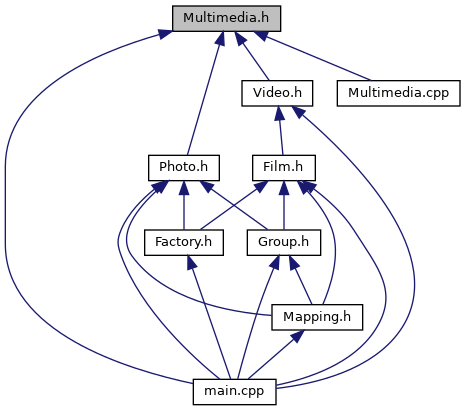 Multimedia.h
Video.h
Multimedia.cpp
Photo.h
Film.h
Factory.h
Group.h
Mapping.h
main.cpp